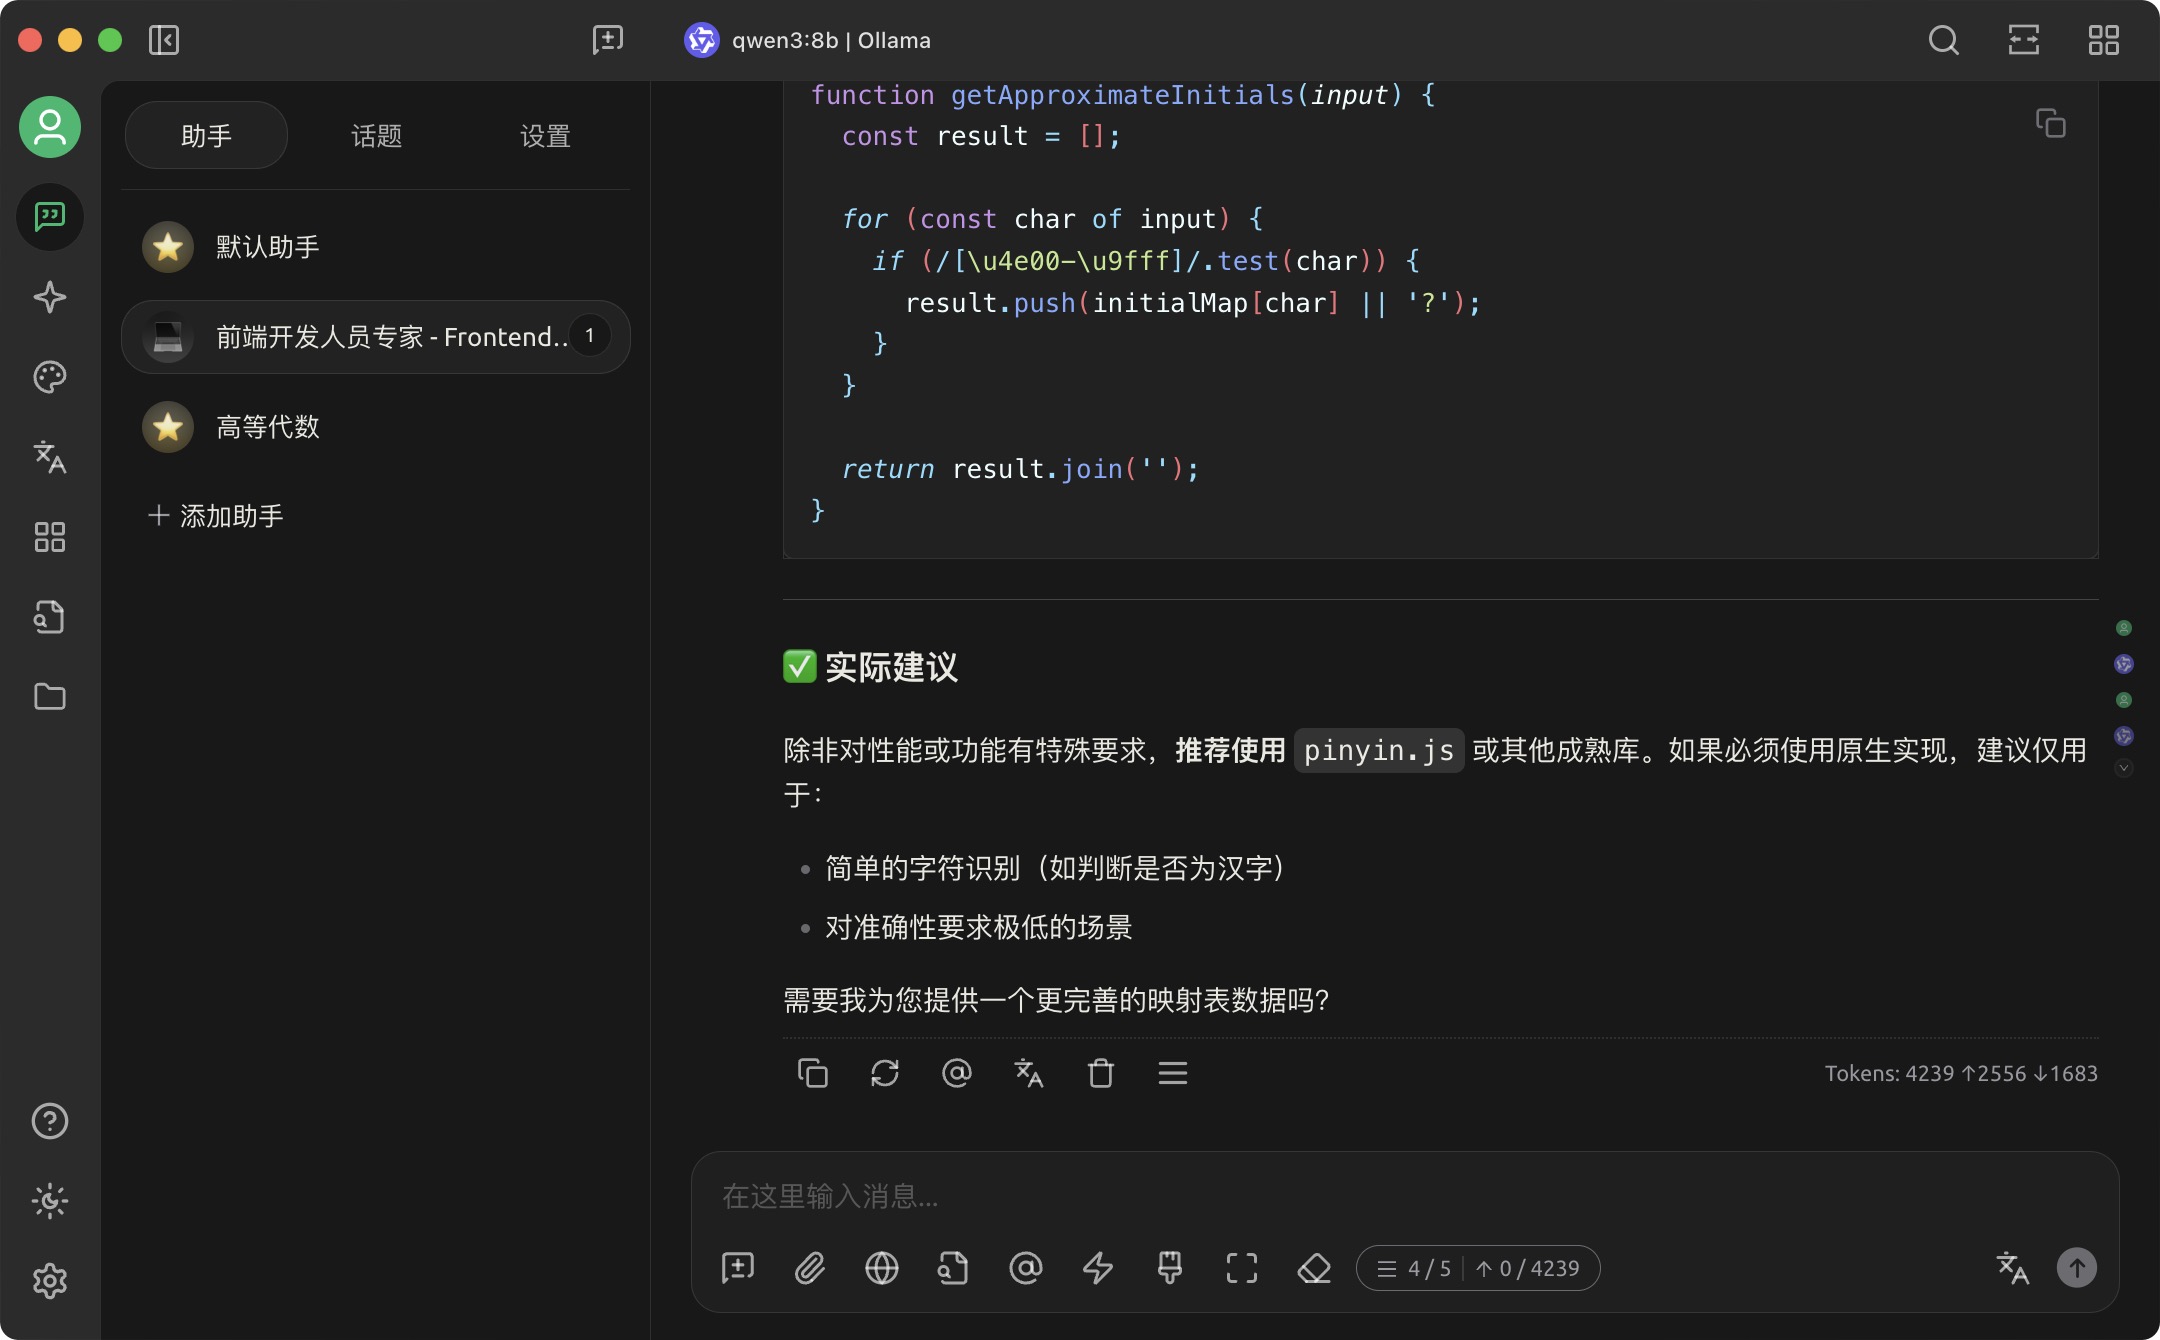 qwen3:8b | Ollama
助手
话题
设置
默认助手
前端开发人员专家 - Frontend..
1
高等代数
添加助手
function getApproximateInitials(input) {
  const result = [];
  for (const char of input) {
    if (/[\u4e00-\u9fff]/.test(char)) {
      result.push(initialMap[char] || '?');
    }
  }
  return result.join('');
}
✅ 实际建议
除非对性能或功能有特殊要求，推荐使用 pinyin.js 或其他成熟库。如果必须使用原生实现，建议仅用
于：
• 简单的字符识别（如判断是否为汉字）
• 对准确性要求极低的场景
需要我为您提供一个更完善的映射表数据吗？
Tokens: 4239 ↑2556 ↓1683
在这里输入消息...
4 / 5
↑ 0 / 4239